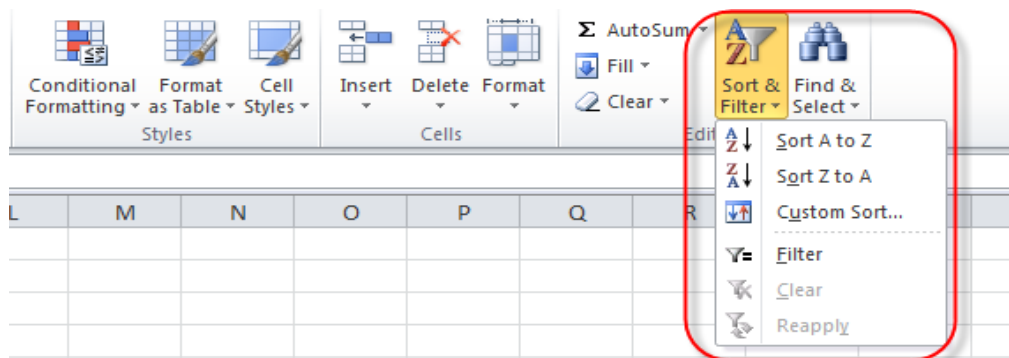 Σ AutoSum
Fill
Clear
Conditional Formatting
Format as Table
Cell Styles
Insert
Delete
Format
Sort & Filter
Find & Select
Styles
Cells
Edit
A Z Sort A to Z
Z A Sort Z to A
Custom Sort...
Filter
Clear
Reapply
L M N O P Q R